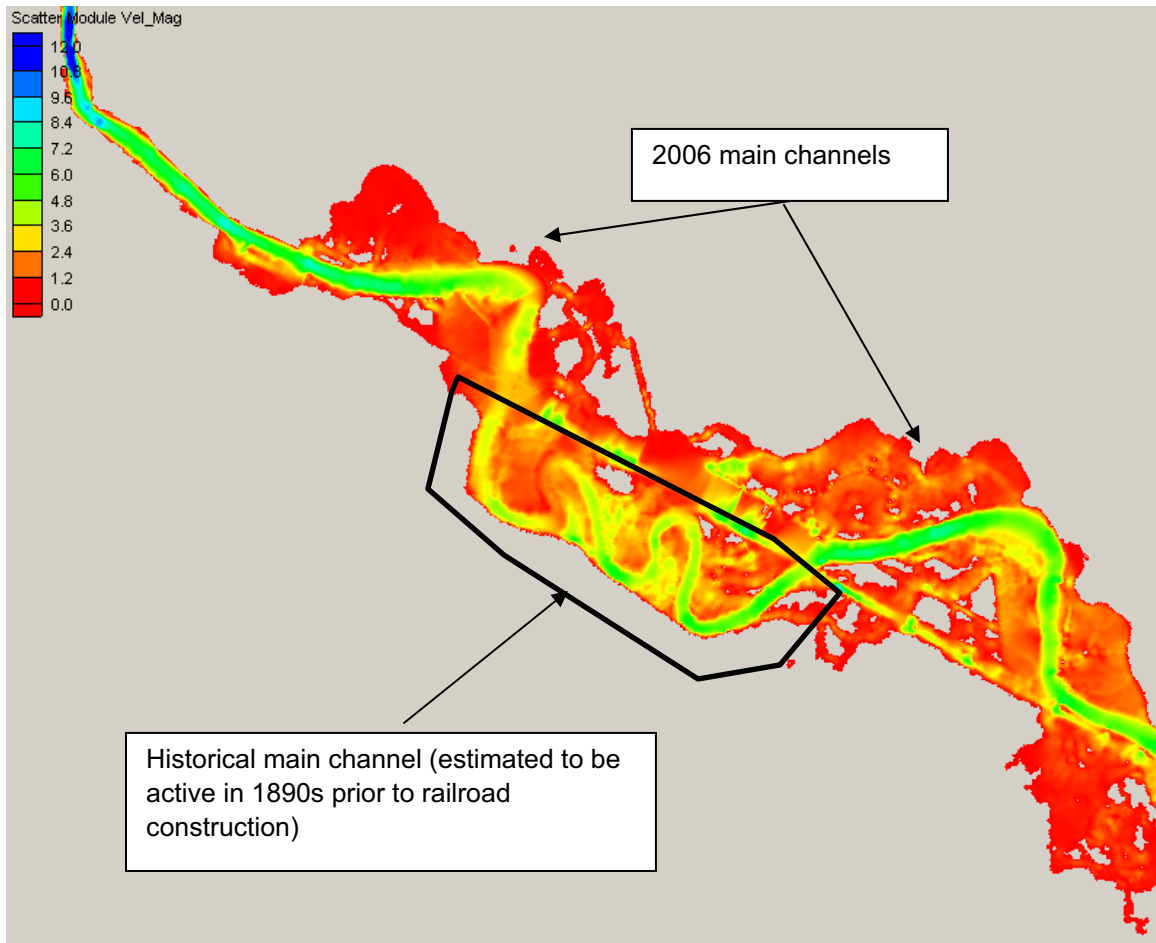 Scatter Module Vel_Mag
12.0
10.8
9.6
8.4
7.2
6.0
4.8
3.6
2.4
1.2
0.0
2006 main channels
Historical main channel (estimated to be
active in 1890s prior to railroad
construction)